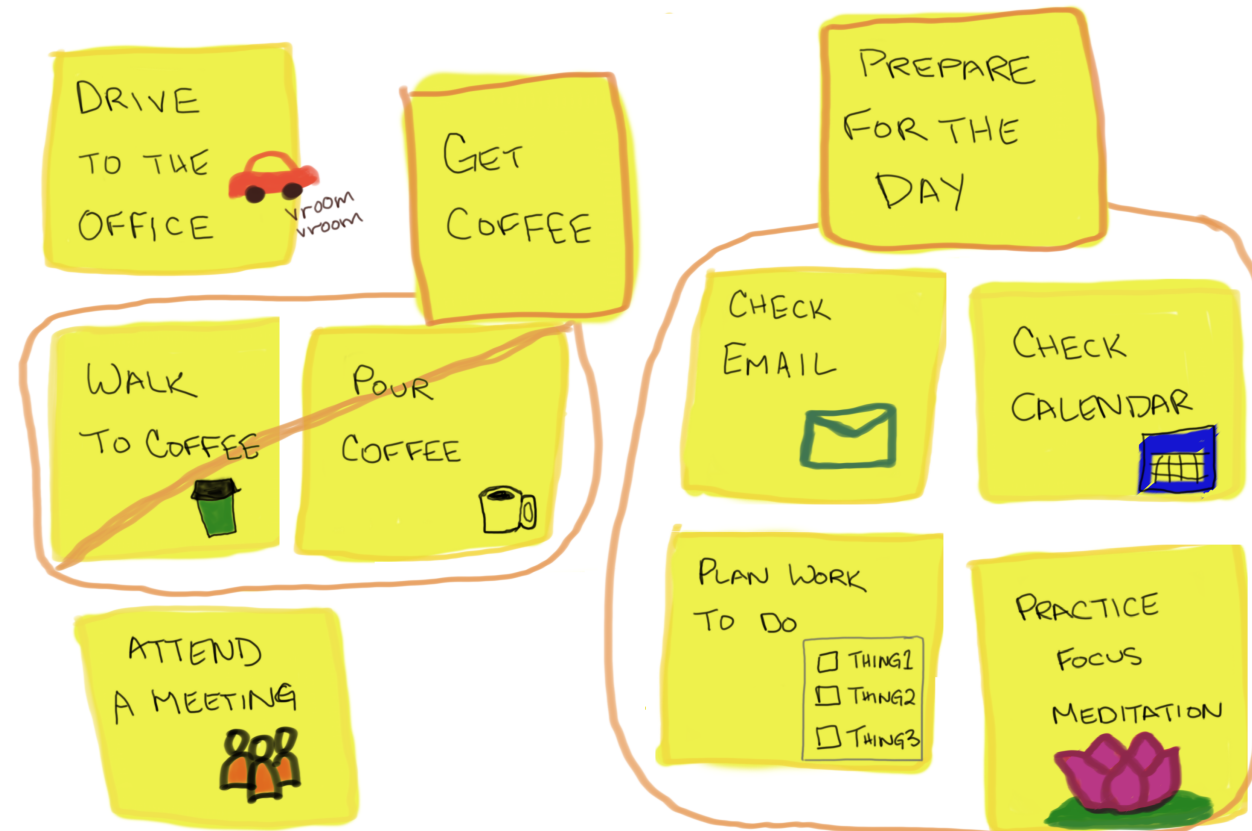 DRIVE
TO THE
OFFICE
vroom
vroom
GET
COFFEE
WALK
TO COFFEE
POUR
COFFEE
ATTEND
A MEETING
PREPARE
FOR THE
DAY
CHECK
EMAIL
CHECK
CALENDAR
PLAN WORK
TO DO
THING1
THING2
THING3
PRACTICE
FOCUS
MEDITATION